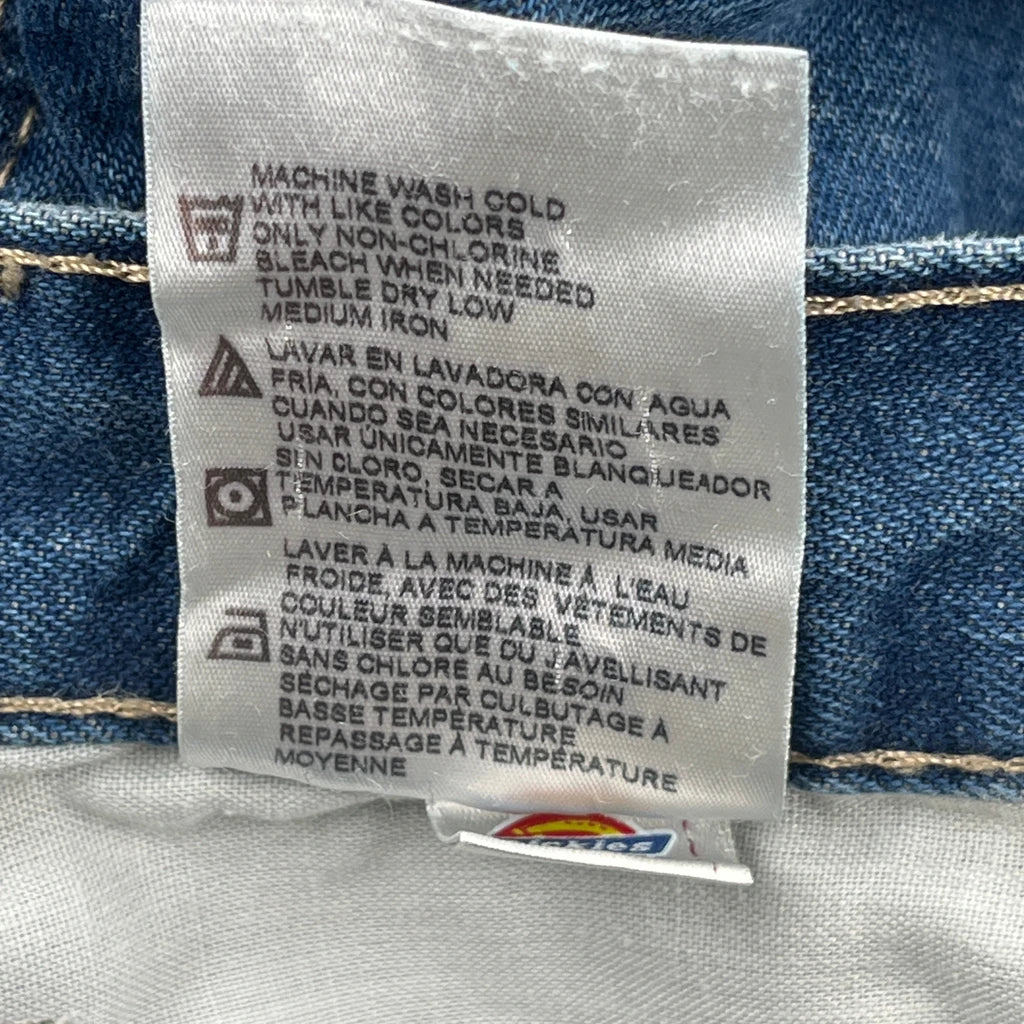 MACHINE WASH COLD
WITH LIKE COLORS
ONLY NON-CHLORINE
BLEACH WHEN NEEDED
TUMBLE DRY LOW
MEDIUM IRON
LAVAR EN LAVADORA CON AGUA
FRÍA, CON COLORES SIMILARES
CUANDO SEA NECESARIO
USAR ÚNICAMENTE BLANQUEADOR
SIN CLORO, SECAR A
TEMPERATURA BAJA, USAR
PLANCHA A TEMPERATURA MEDIA
LAVER À LA MACHINE À L'EAU
FROIDE, AVEC DES VÊTEMENTS DE
COULEUR SEMBLABLE
N'UTILISER QUE DU JAVELLISANT
SANS CHLORE AU BESOIN
SÉCHAGE PAR CULBUTAGE À
BASSE TEMPÉRATURE
REPASSAGE À TEMPÉRATURE
MOYENNE
Dickies